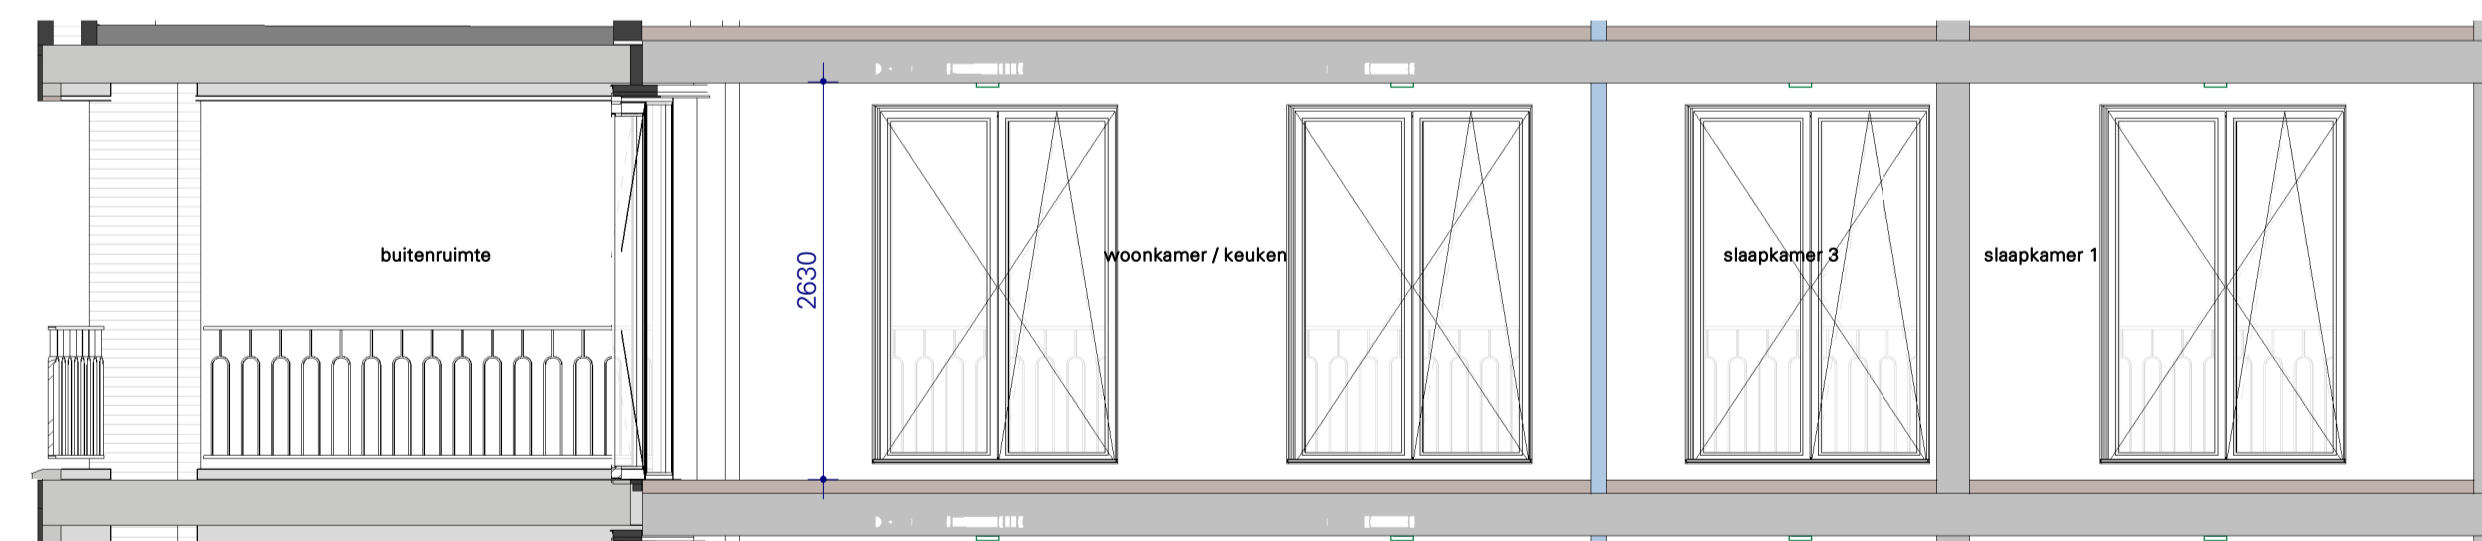 buitenruimte
2630
woonkamer / keuken
slaapkamer 3
slaapkamer 1